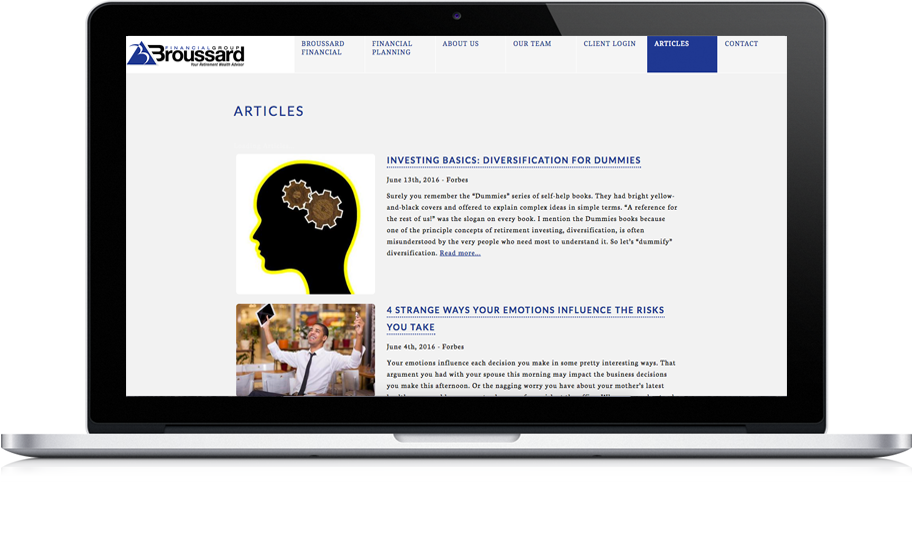 FINANCIALGROUP
Broussard
Your Retirement Wealth Advisor
BROUSSARD
FINANCIAL
FINANCIAL
PLANNING
ABOUT US
OUR TEAM
CLIENT LOGIN
ARTICLES
CONTACT
ARTICLES
INVESTING BASICS: DIVERSIFICATION FOR DUMMIES
June 13th, 2016 - Forbes
Surely you remember the "Dummies" series of self-help books. They had bright yellow-
and-black covers and offered to explain complex ideas in simple terms. "A reference for
the rest of us!" was the slogan on every book. I mention the Dummies books because
one of the principle concepts of retirement investing, diversification, is often
misunderstood by the very people who need most to understand it. So let's "dummify"
diversification. Read more...
4 STRANGE WAYS YOUR EMOTIONS INFLUENCE THE RISKS
YOU TAKE
June 4th, 2016 - Forbes
Your emotions influence each decision you make in some pretty interesting ways. That
argument you had with your spouse this morning may impact the business decisions
you make this afternoon. Or the nagging worry you have about your mother's latest